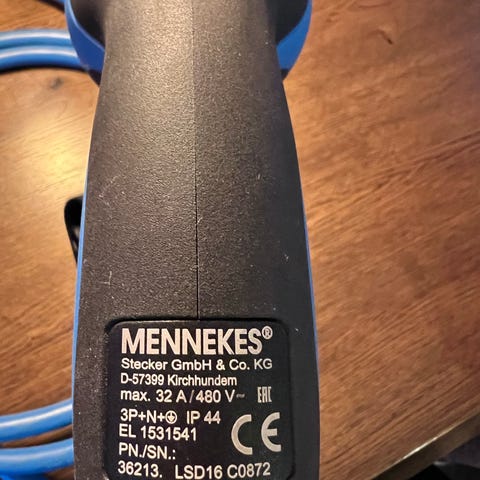 MENNEKES®
Stecker GmbH & Co. KG
D-57399 Kirchhundem
max. 32 A / 480 V~ EAC
3P+N+⏚ IP 44
EL 1531541 CE
PN./SN.:
36213. LSD16 C0872